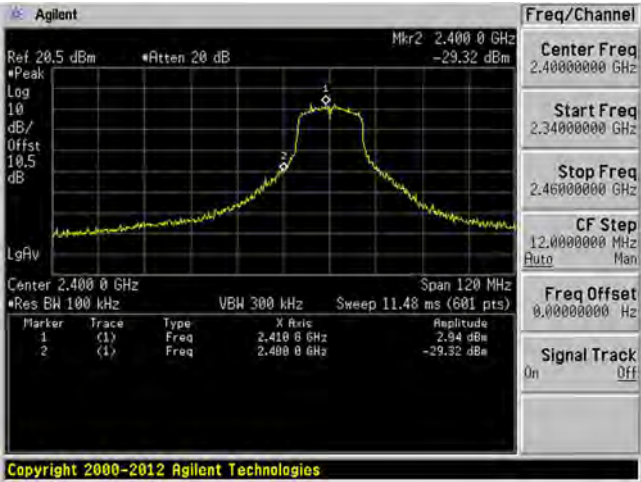 Agilent
Freq/Channel
Mkr2 2.400 0 GHz
Ref 20.5 dBm
*Atten 20 dB
-29.32 dBm
*Peak
Log
10
dB/
Offst
10.5
dB
LgAv
1
2
Center 2.400 0 GHz
Span 120 MHz
*Res BW 100 kHz
VBW 300 kHz
Sweep 11.48 ms (601 pts)
Marker Trace Type X Axis Amplitude
1 (1) Freq 2.410 6 GHz 2.94 dBm
2 (1) Freq 2.400 0 GHz -29.32 dBm
Center Freq
2.40000000 GHz
Start Freq
2.34000000 GHz
Stop Freq
2.46000000 GHz
CF Step
12.0000000 MHz
Auto Man
Freq Offset
0.00000000 Hz
Signal Track
On Off
Copyright 2000-2012 Agilent Technologies